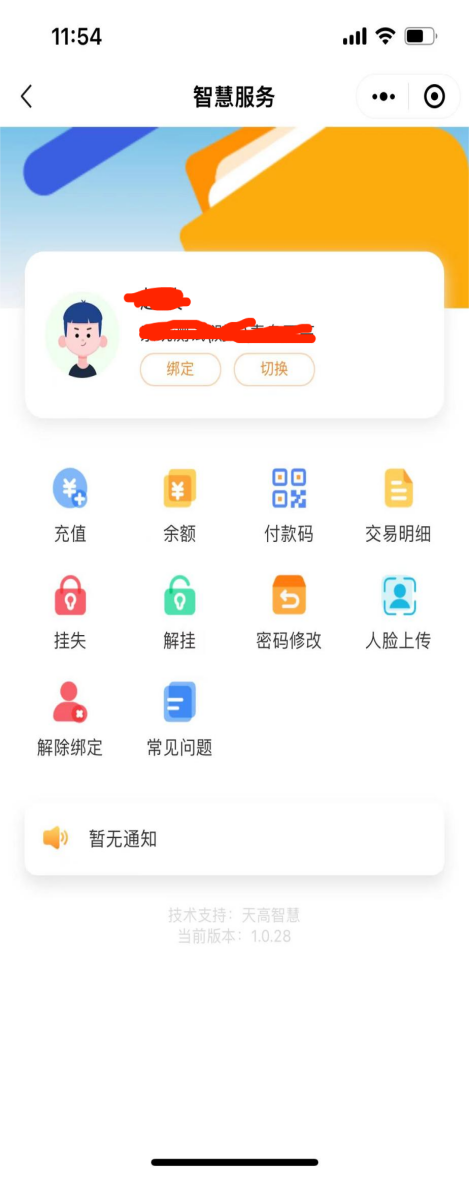 11:54
智慧服务
绑定 切换
充值 余额 付款码 交易明细
挂失 解挂 密码修改 人脸上传
解除绑定 常见问题
暂无通知
技术支持：天高智慧
当前版本：1.0.28